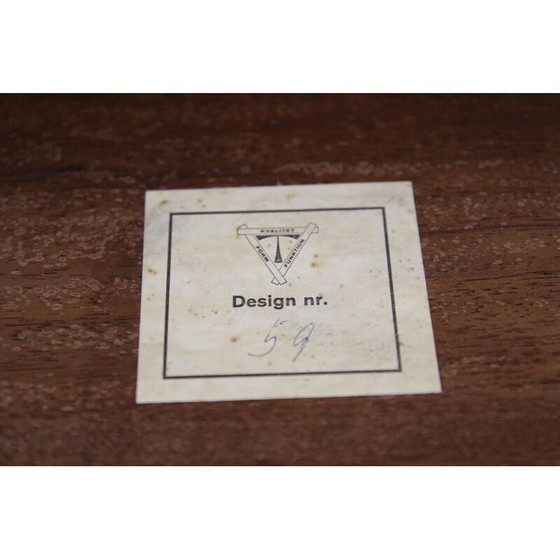 KVALITET
FORM
FUNKTION
Design nr.
59